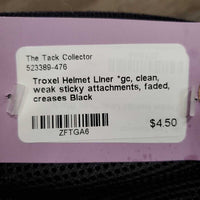 The Tack Collector
523389-476
Troxel Helmet Liner *gc, clean,
weak sticky attachments, faded,
creases Black
ZFTGA6
$4.50